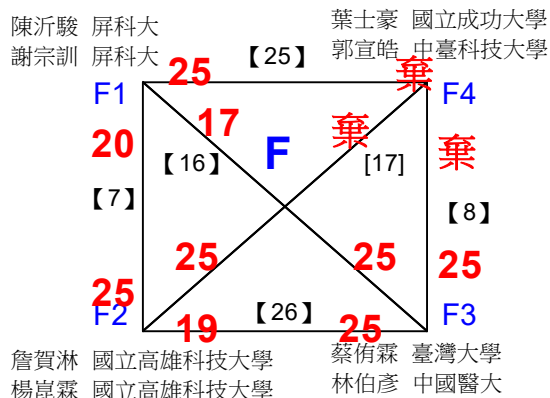 陳沂駿 屏科大
謝宗訓 屏科大
葉士豪 國立成功大學
郭宣皓 中臺科技大學
【25】
25
棄
F1
F4
17
棄
20
F
棄
【16】
[17]
【7】
【8】
25
25
25
25
F2
【26】
F3
19
25
詹賀淋 國立高雄科技大學
楊崑霖 國立高雄科技大學
蔡侑霖 臺灣大學
林伯彥 中國醫大